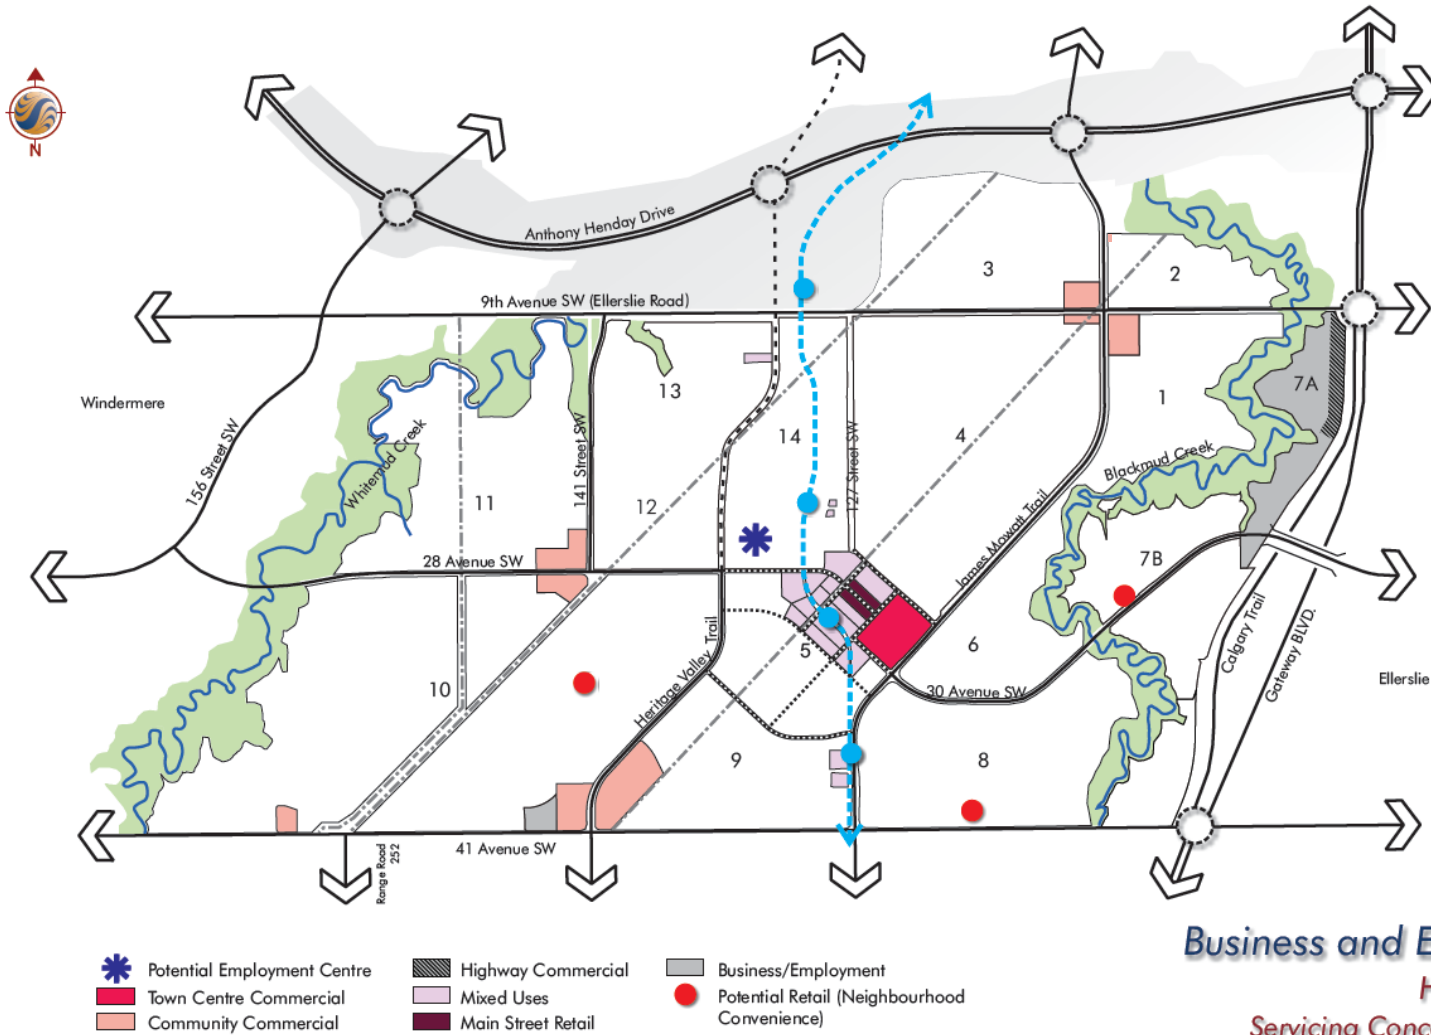 N
Anthony Henday Drive
9th Avenue SW (Ellerslie Road)
3
2
Windermere
156 Street SW
Whitemud Creek
141 Street SW
13
14
127 Street SW
4
1
7A
Blackmud Creek
11
12
28 Avenue SW
James Mowatt Trail
7B
Calgary Trail
Gateway BLVD.
Ellerslie
10
Heritage Valley Trail
5
6
30 Avenue SW
9
8
41 Avenue SW
Range Road
252
Business and E
H
Servicing Conc
Potential Employment Centre
Town Centre Commercial
Community Commercial
Highway Commercial
Mixed Uses
Main Street Retail
Business/Employment
Potential Retail (Neighbourhood
Convenience)